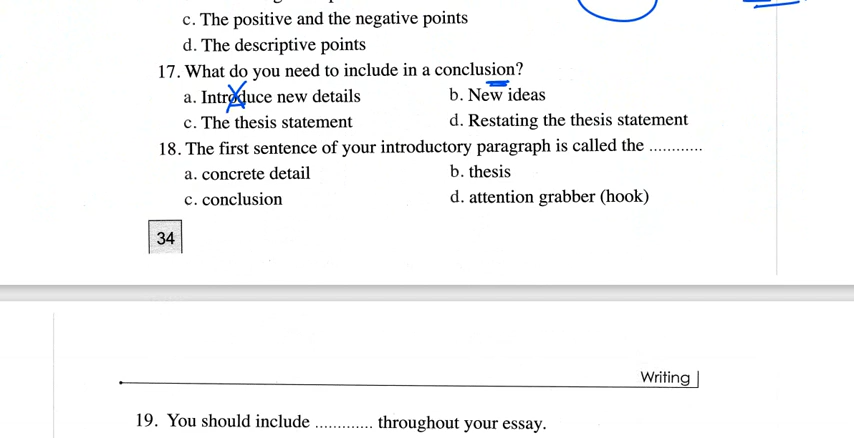 c. The positive and the negative points
d. The descriptive points
17. What do you need to include in a conclusion?
a. Introduce new details b. New ideas
c. The thesis statement d. Restating the thesis statement
18. The first sentence of your introductory paragraph is called the ............
a. concrete detail b. thesis
c. conclusion d. attention grabber (hook)
34
Writing
19. You should include ............ throughout your essay.